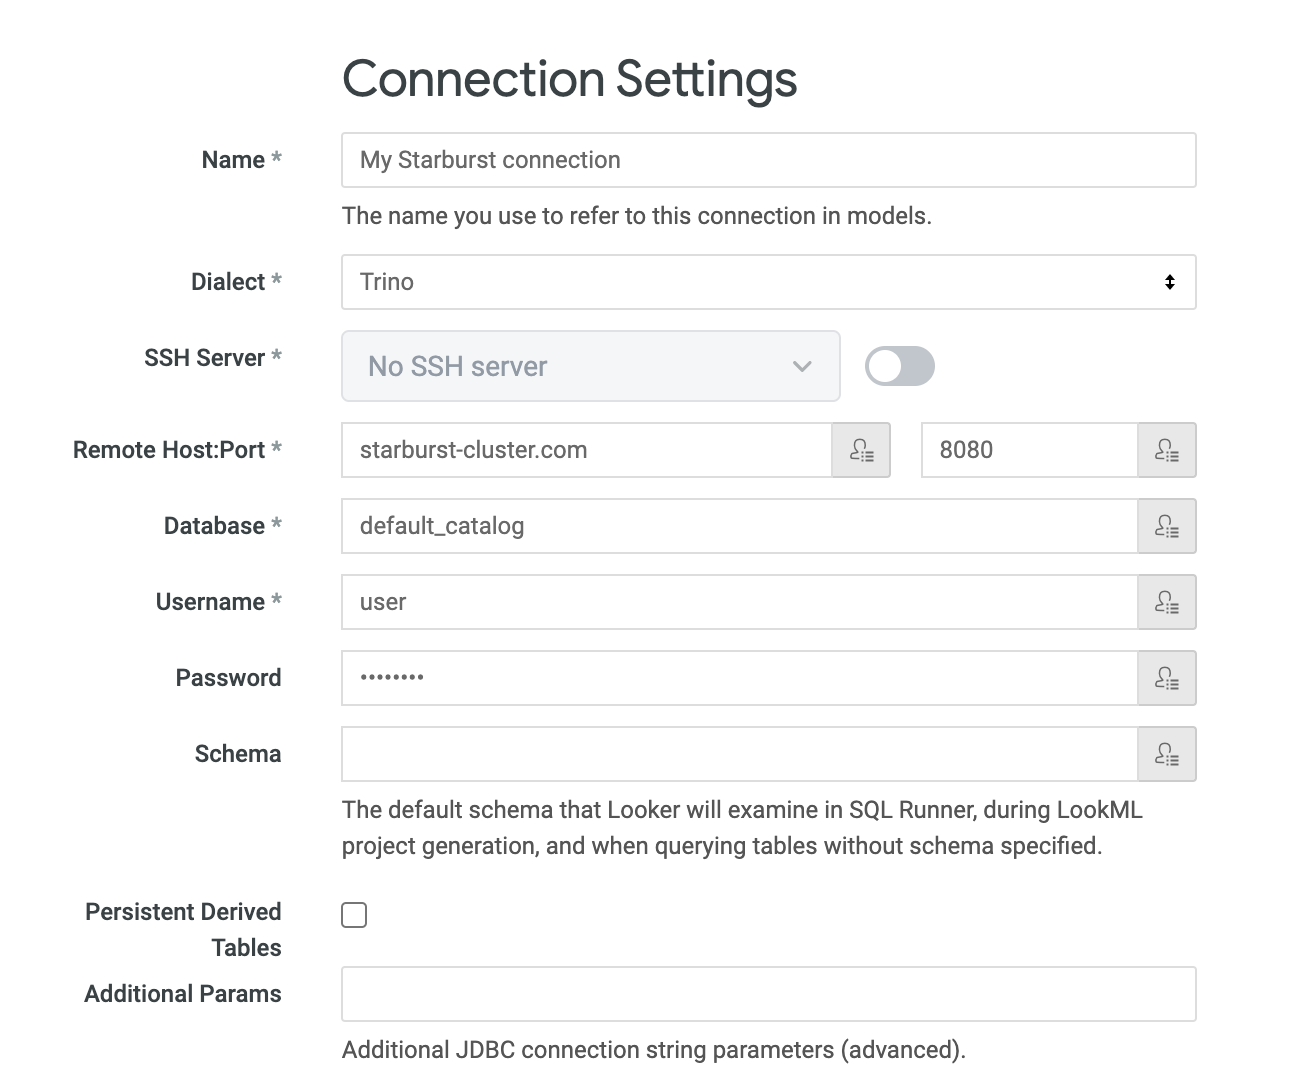 Connection Settings
Name *
My Starburst connection
The name you use to refer to this connection in models.
Dialect *
Trino
SSH Server *
No SSH server
Remote Host:Port *
starburst-cluster.com
8080
Database *
default_catalog
Username *
user
Password
••••••••
Schema
The default schema that Looker will examine in SQL Runner, during LookML
project generation, and when querying tables without schema specified.
Persistent Derived
Tables
Additional Params
Additional JDBC connection string parameters (advanced).